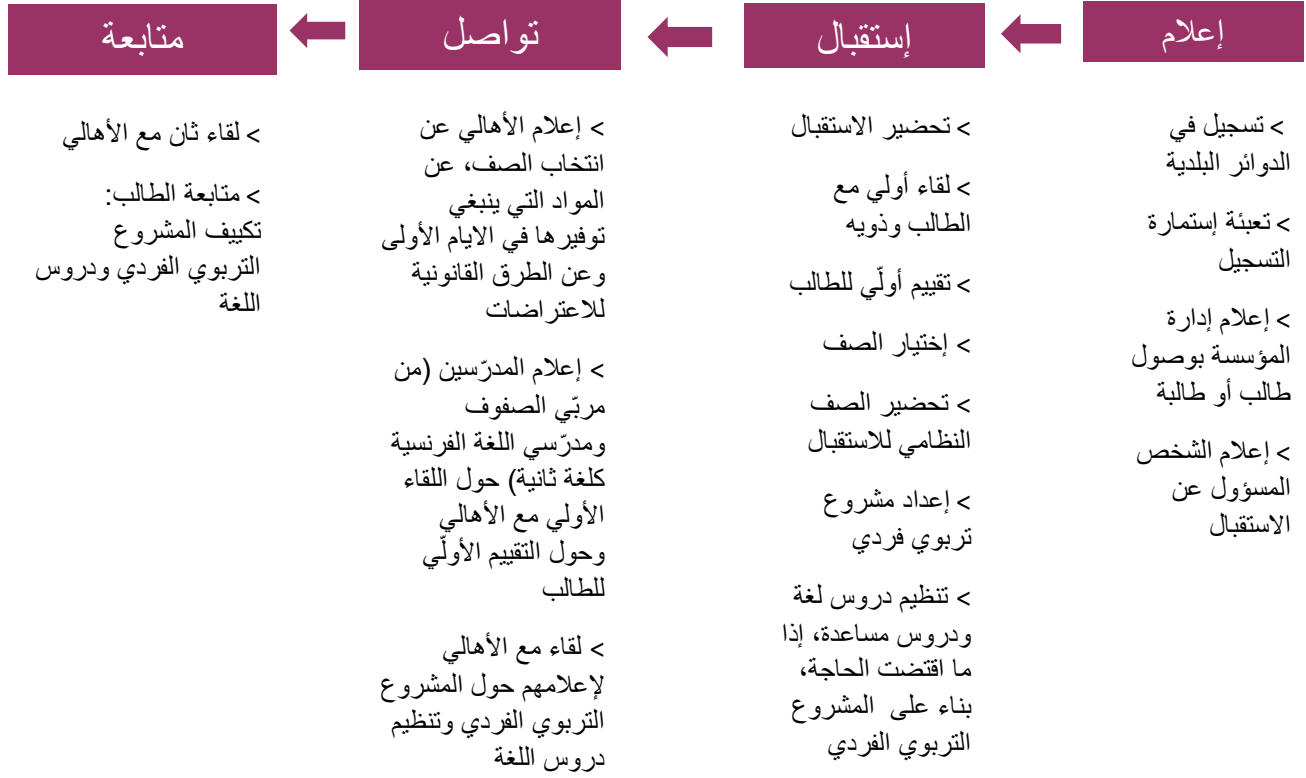 إعلام
> تسجيل في
الدوائر البلدية
> تعبئة إستمارة
التسجيل
> إعلام إدارة
المؤسسة بوصول
طالب أو طالبة
> إعلام الشخص
المسؤول عن
الاستقبال
إستقبال
> تحضير الاستقبال
> لقاء أولي مع
الطالب وذويه
> تقييم أولّي للطالب
> إختيار الصف
> تحضير الصف
النظامي للاستقبال
> إعداد مشروع
تربوي فردي
> تنظيم دروس لغة
ودروس مساعدة، إذا
ما اقتضت الحاجة،
بناء على المشروع
التربوي الفردي
تواصل
> إعلام الأهالي عن
انتخاب الصف، عن
المواد التي ينبغي
توفيرها في الايام الأولى
وعن الطرق القانونية
للاعتراضات
> إعلام المدرّسين (من
مربّي الصفوف
ومدرّسي اللغة الفرنسية
كلغة ثانية) حول اللقاء
الأولي مع الأهالي
وحول التقييم الأولّي
للطالب
> لقاء مع الأهالي
لإعلامهم حول المشروع
التربوي الفردي وتنظيم
دروس اللغة
متابعة
> لقاء ثان مع الأهالي
> متابعة الطالب:
تكييف المشروع
التربوي الفردي ودروس
اللغة